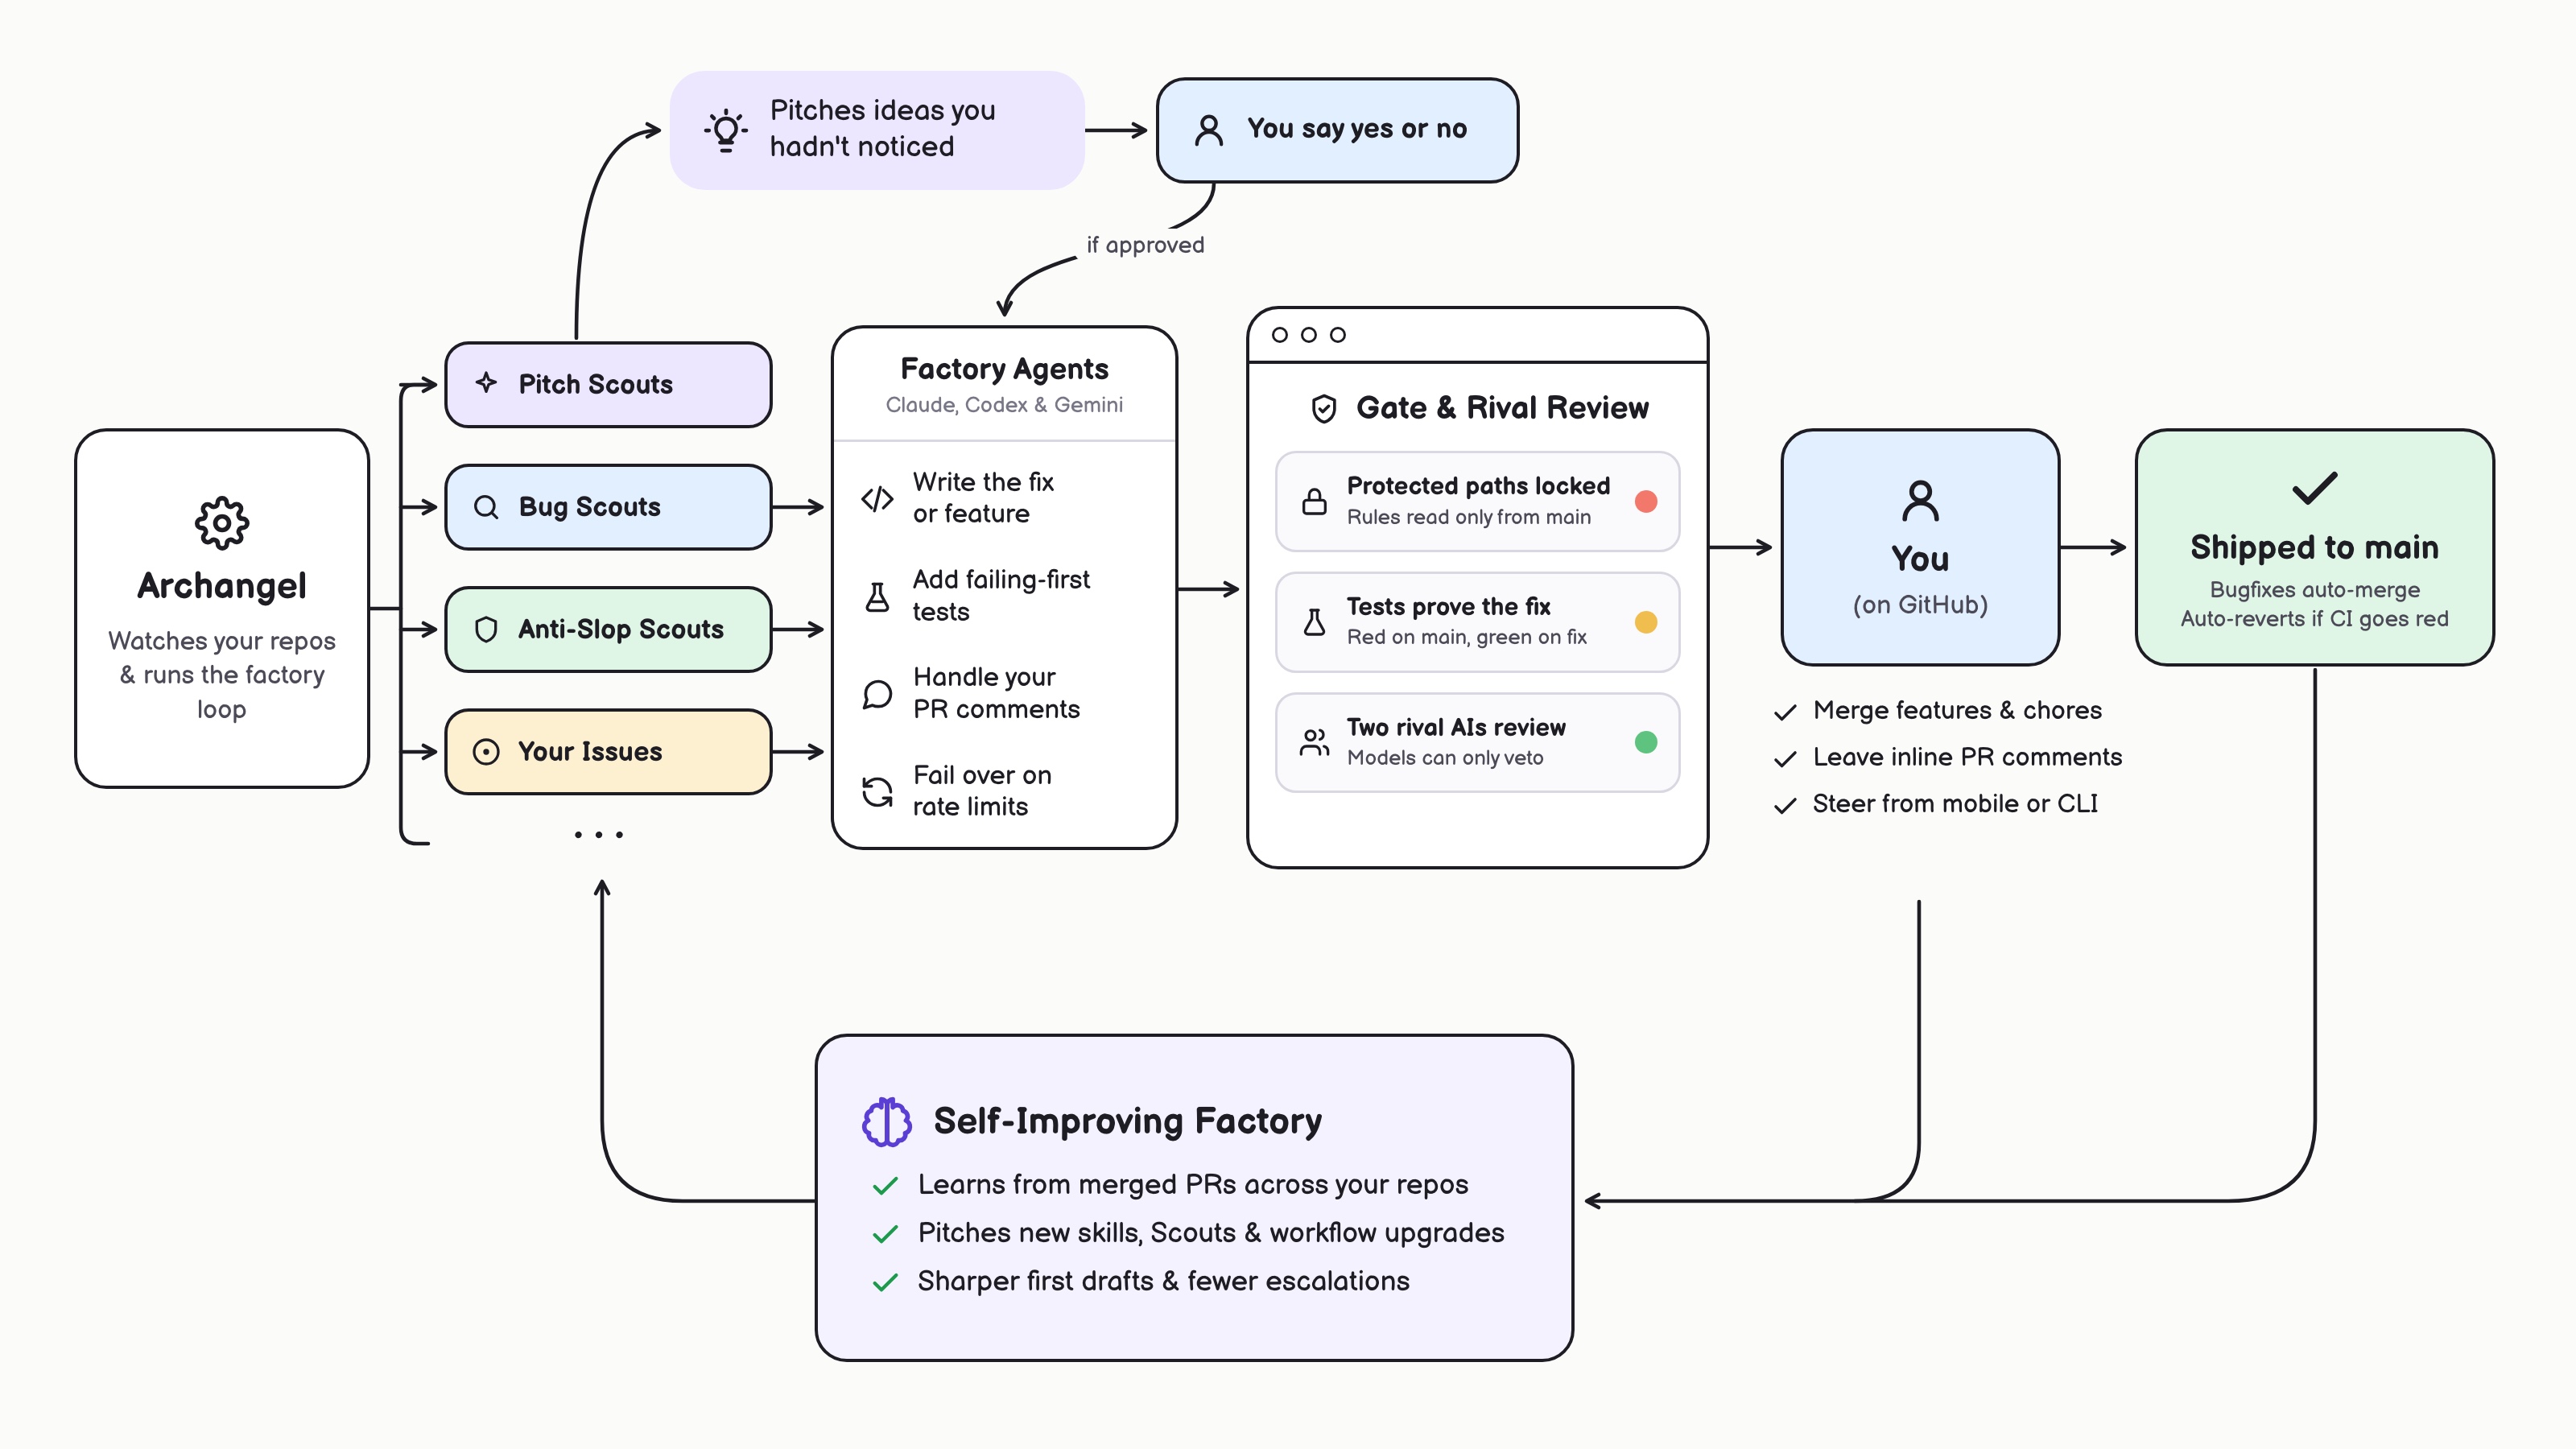 Pitches ideas you
hadn't noticed
You say yes or no
if approved
Archangel
Watches your repos
& runs the factory
loop
Pitch Scouts
Bug Scouts
Anti-Slop Scouts
Your Issues
...
Factory Agents
Claude, Codex & Gemini
Write the fix
or feature
Add failing-first
tests
Handle your
PR comments
Fail over on
rate limits
Gate & Rival Review
Protected paths locked
Rules read only from main
Tests prove the fix
Red on main, green on fix
Two rival AIs review
Models can only veto
You
(on GitHub)
Merge features & chores
Leave inline PR comments
Steer from mobile or CLI
Shipped to main
Bugfixes auto-merge
Auto-reverts if CI goes red
Self-Improving Factory
Learns from merged PRs across your repos
Pitches new skills, Scouts & workflow upgrades
Sharper first drafts & fewer escalations